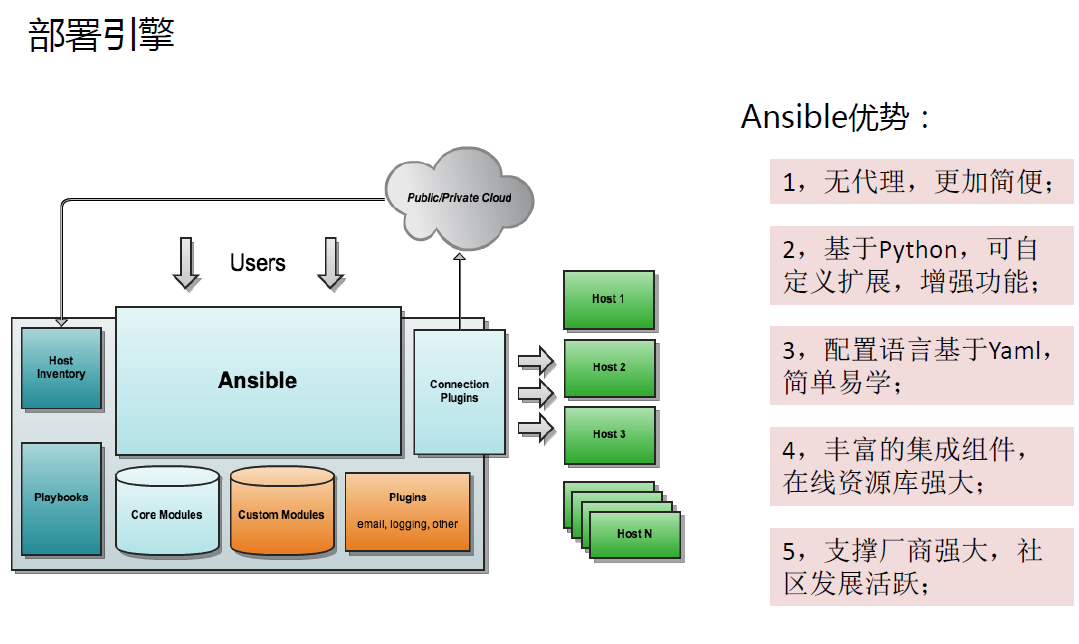 部署引擎
Public/Private Cloud
Users
Host
Inventory
Ansible
Connection
Plugins
Playbooks
Core Modules
Custom Modules
Plugins
email, logging, other
Host 1
Host 2
Host 3
Host N
Ansible优势：
1，无代理，更加简便；
2，基于Python，可自
定义扩展，增强功能；
3，配置语言基于Yaml，
简单易学；
4，丰富的集成组件，
在线资源库强大；
5，支撑厂商强大，社
区发展活跃；